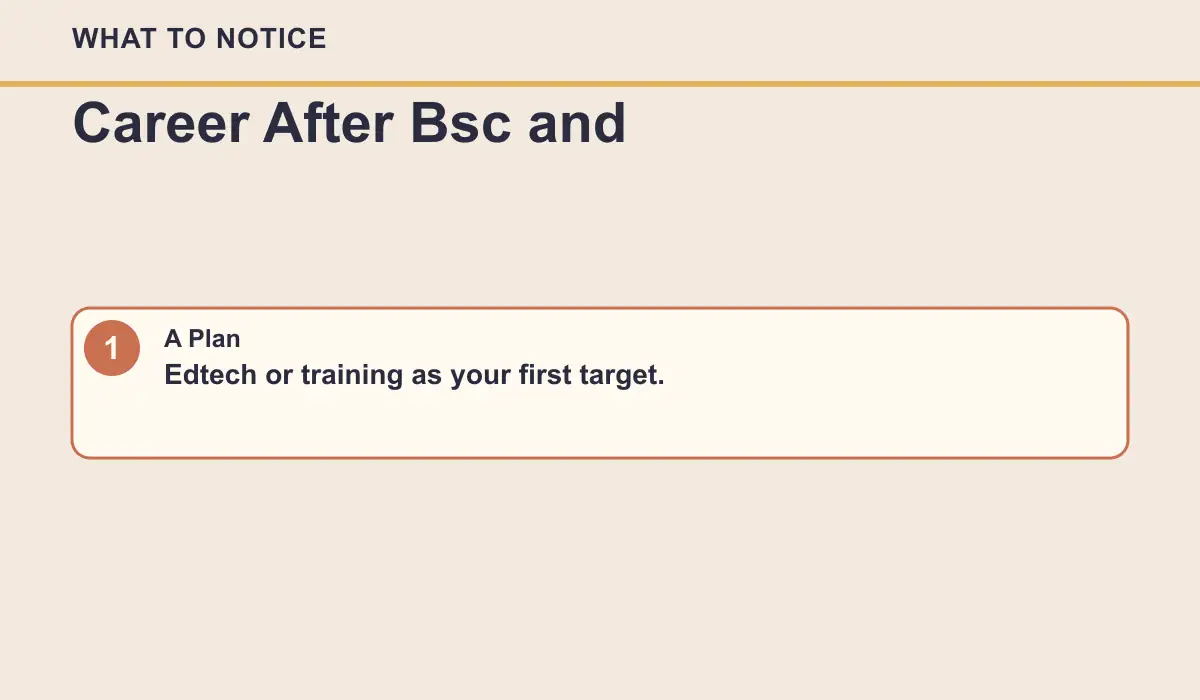 WHAT TO NOTICE
Career After Bsc and
1
A Plan
Edtech or training as your first target.